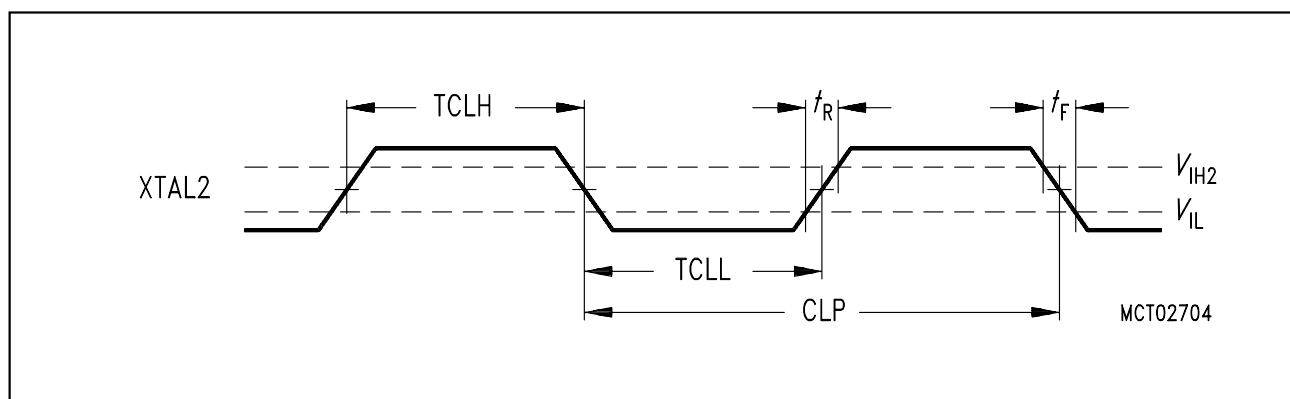 TCLH
tR
tF
XTAL2
VIH2
VIL
TCLL
CLP
MCT02704